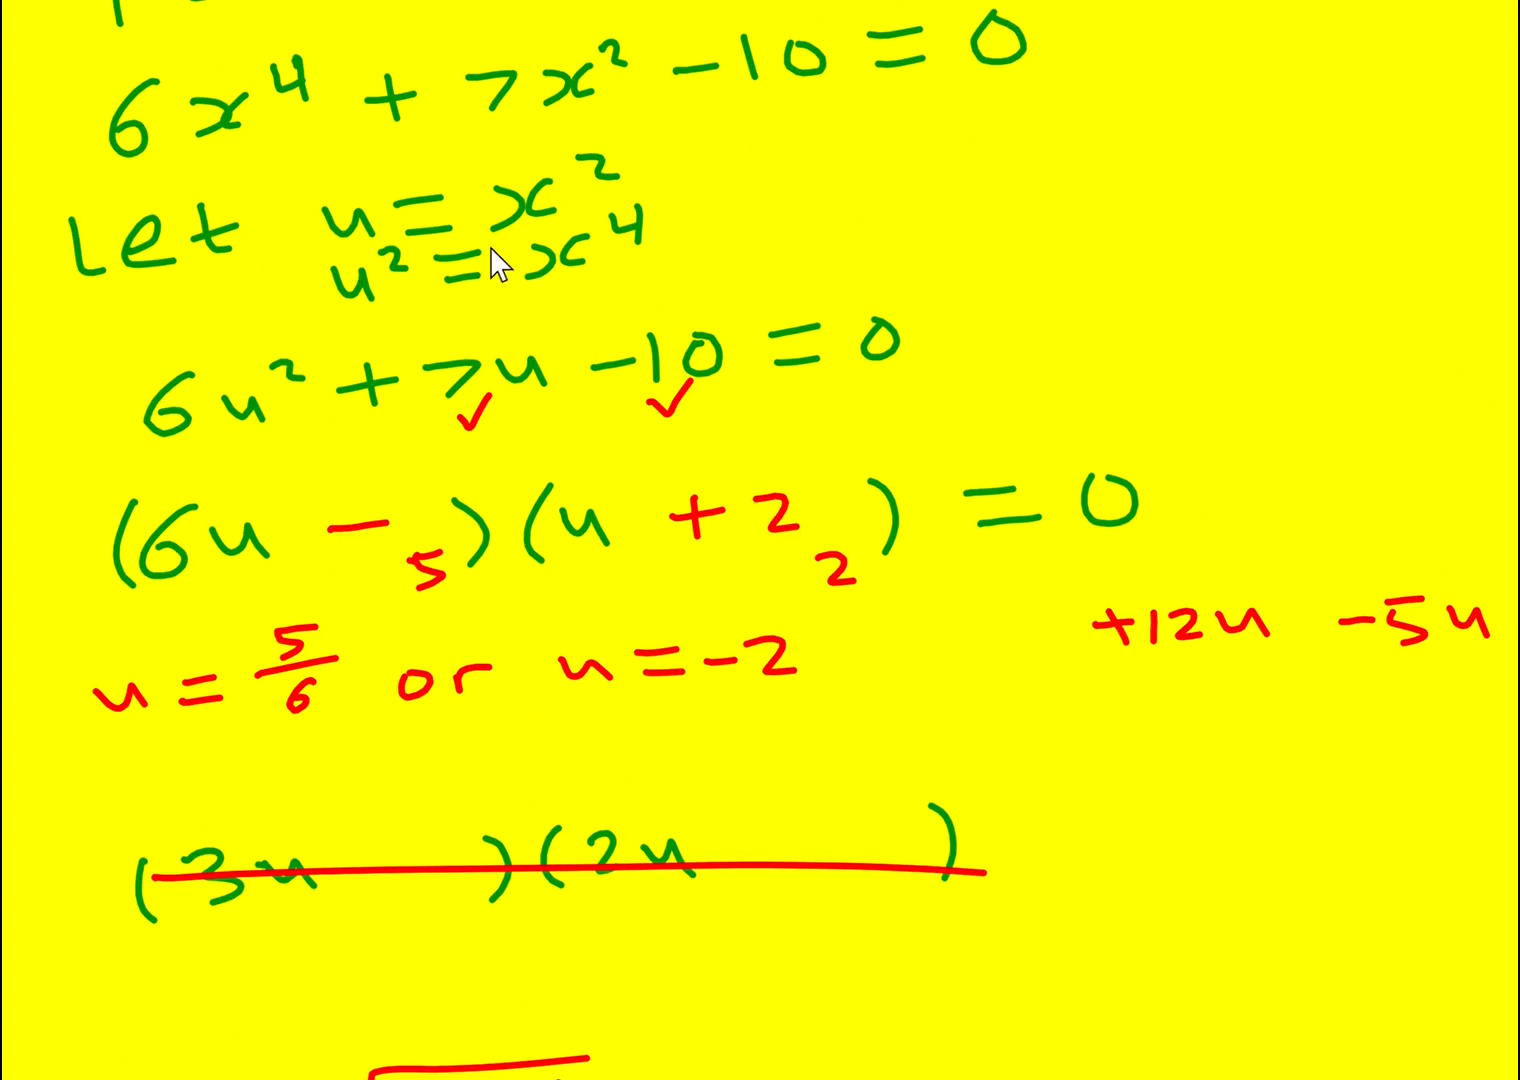 6x⁴ + 7x² - 10 = 0
Let u = x²
u² = x⁴
6u² + 7u - 10 = 0
(6u - 5)(u + 2 2) = 0
+12u -5u
u = 5/6 or u = -2
(3u )(2u )